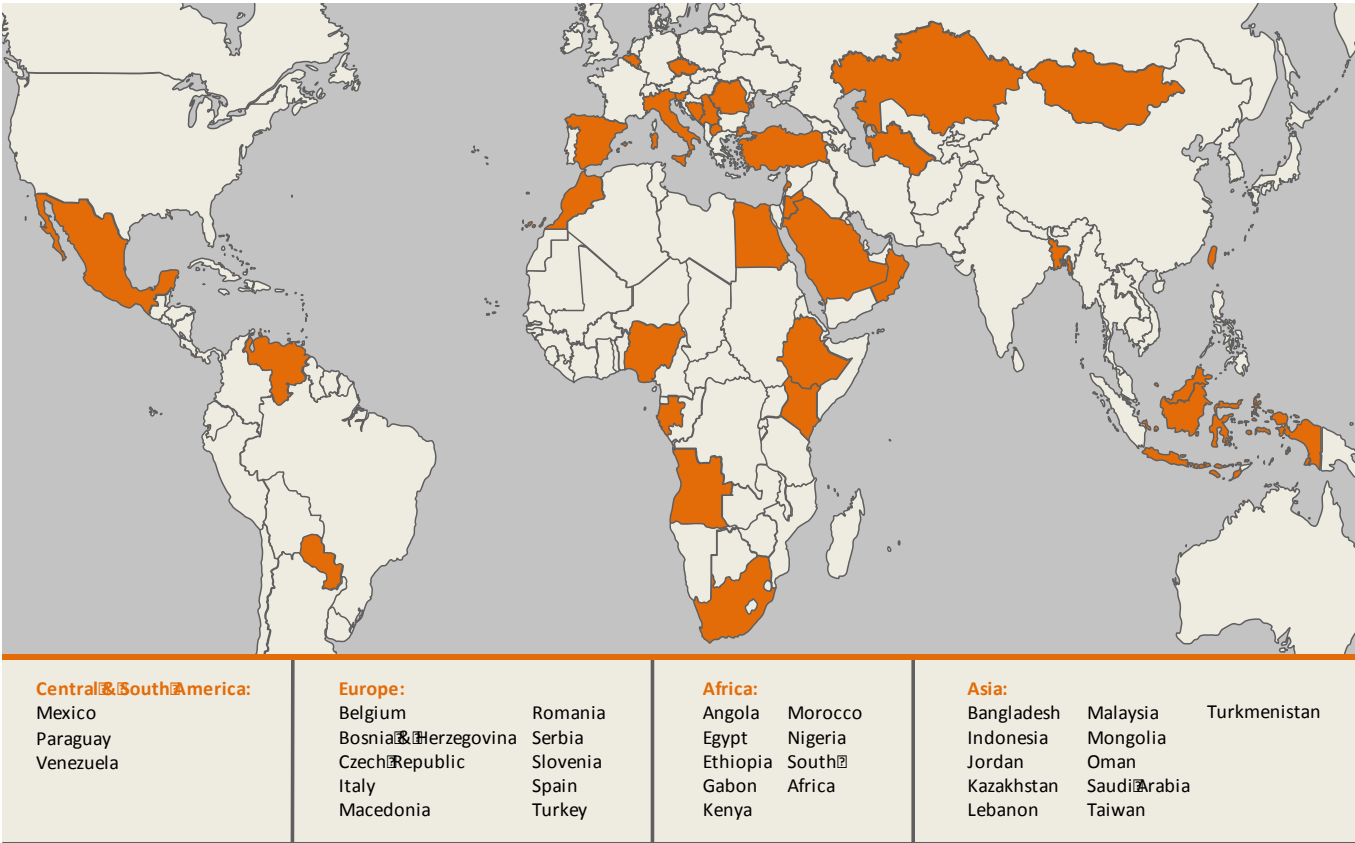 Central & South America:
Mexico
Paraguay
Venezuela
Europe:
Belgium
Bosnia & Herzegovina
Czech Republic
Italy
Macedonia
Romania
Serbia
Slovenia
Spain
Turkey
Africa:
Angola
Egypt
Ethiopia
Gabon
Kenya
Morocco
Nigeria
South
Africa
Asia:
Bangladesh
Indonesia
Jordan
Kazakhstan
Lebanon
Malaysia
Mongolia
Oman
Saudi Arabia
Taiwan
Turkmenistan